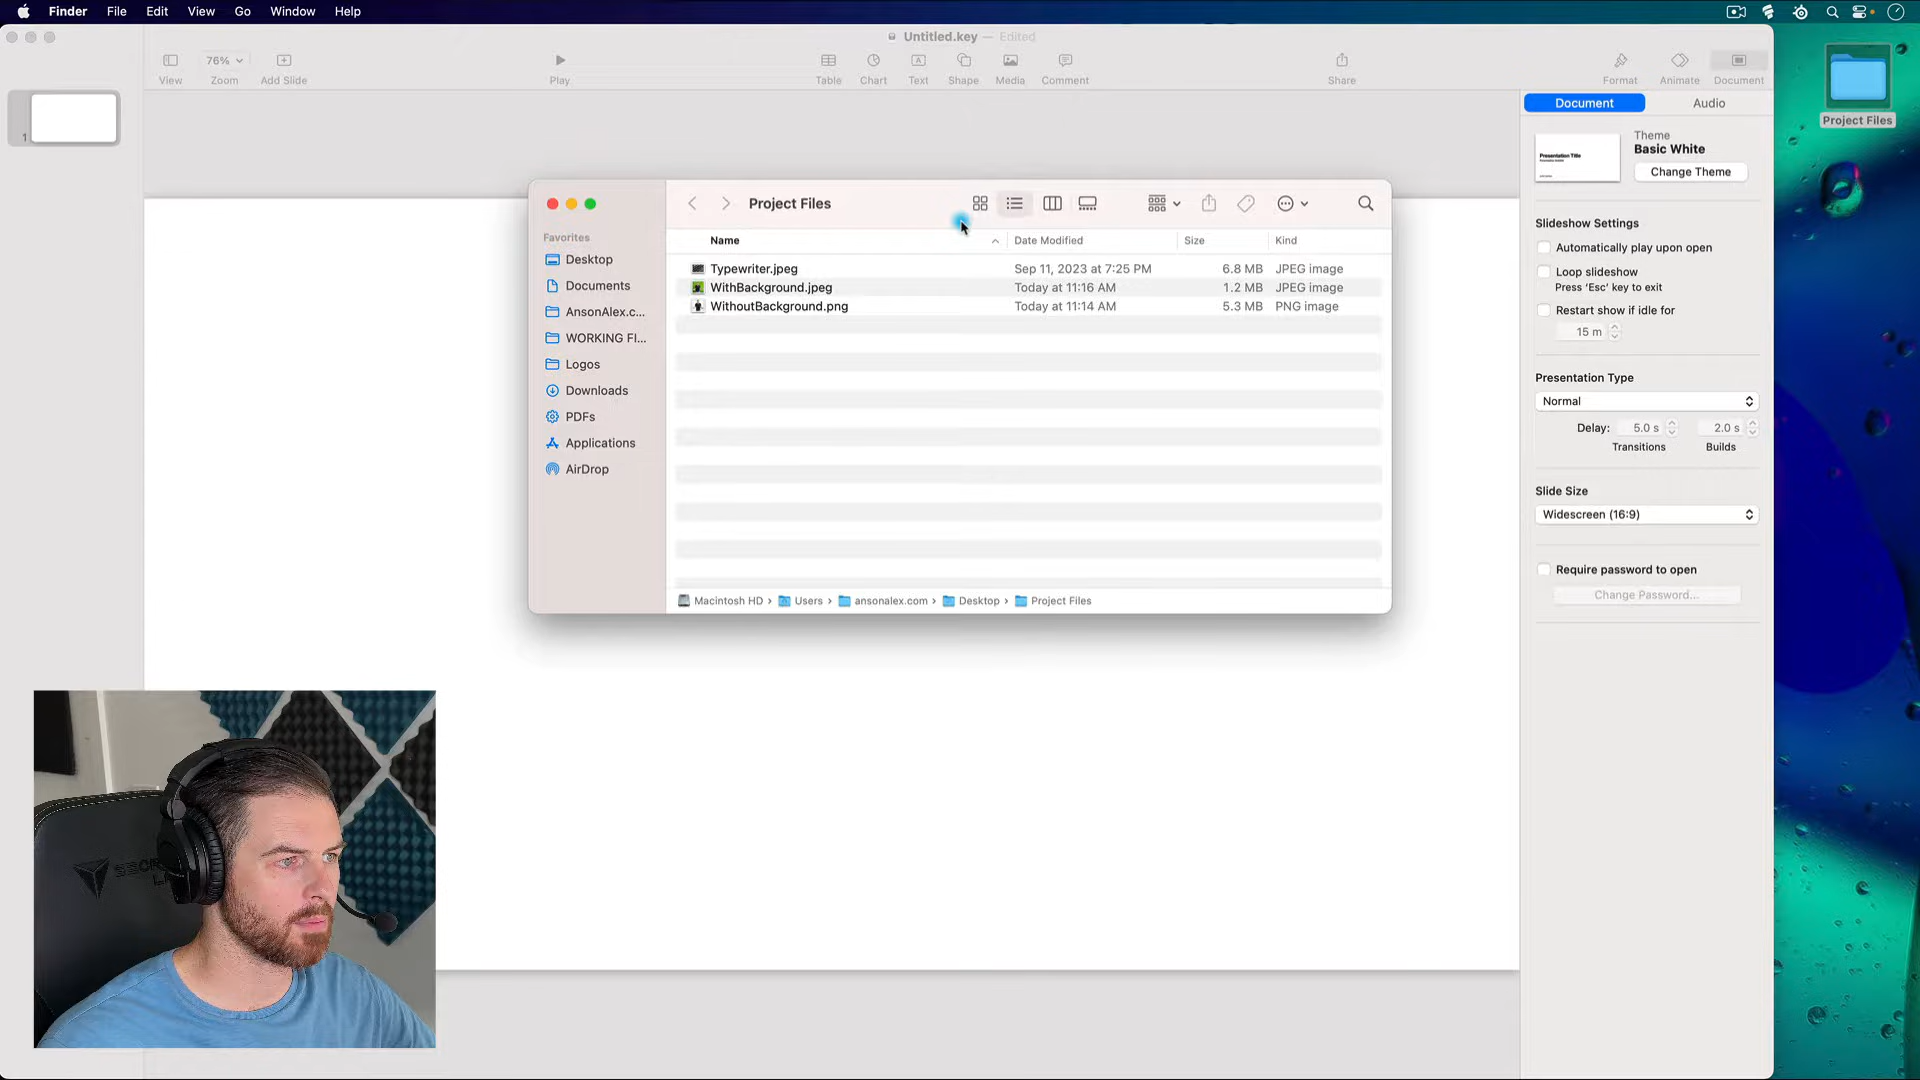 Finder File Edit View Go Window Help
Untitled.key — Edited
76%
View Zoom Add Slide Play Table Chart Text Shape Media Comment Share Format Animate Document
1
Document Audio
Theme
Basic White
Change Theme
Presentation Title
Slideshow Settings
Automatically play upon open
Loop slideshow
Press ‘Esc’ key to exit
Restart show if idle for
15 m
Presentation Type
Normal
Delay: 5.0 s 2.0 s
Transitions Builds
Slide Size
Widescreen (16:9)
Require password to open
Change Password...
Project Files
Project Files
Favorites
Desktop
Documents
AnsonAlex.c...
WORKING FI...
Logos
Downloads
PDFs
Applications
AirDrop
Name Date Modified Size Kind
Typewriter.jpeg Sep 11, 2023 at 7:25 PM 6.8 MB JPEG image
WithBackground.jpeg Today at 11:16 AM 1.2 MB JPEG image
WithoutBackground.png Today at 11:14 AM 5.3 MB PNG image
Macintosh HD › Users › ansonalex.com › Desktop › Project Files